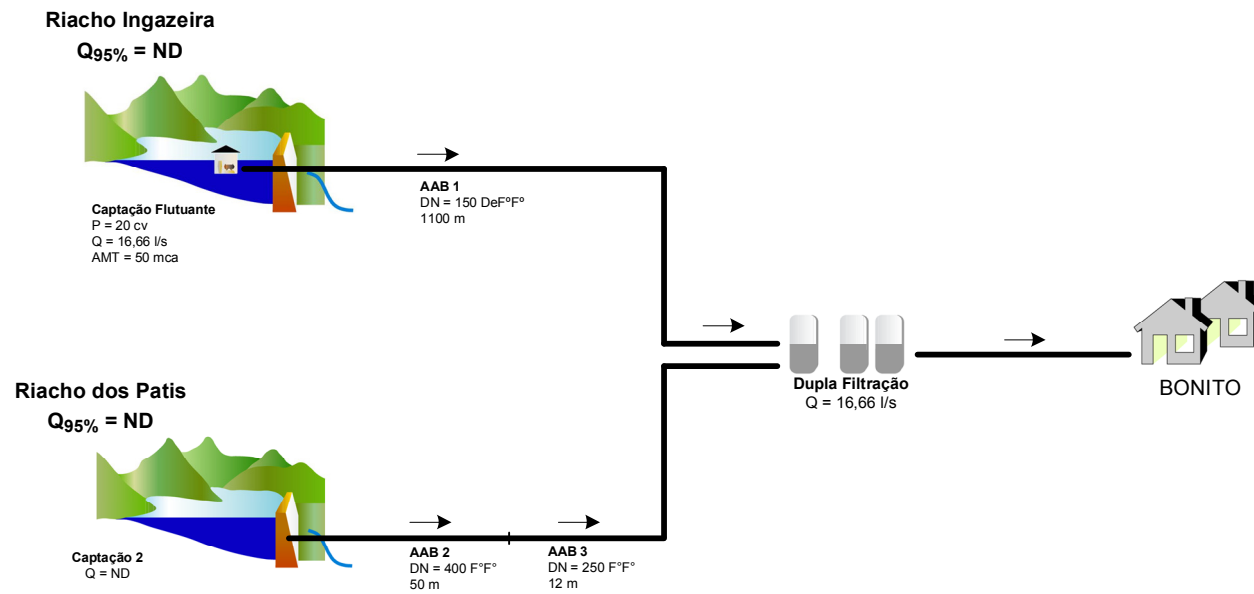 Riacho Ingazeira
Q95% = ND
Captação Flutuante
P = 20 cv
Q = 16,66 l/s
AMT = 50 mca
AAB 1
DN = 150 DeFºFº
1100 m
Dupla Filtração
Q = 16,66 l/s
BONITO
Riacho dos Patis
Q95% = ND
Captação 2
Q = ND
AAB 2
DN = 400 F°F°
50 m
AAB 3
DN = 250 F°F°
12 m